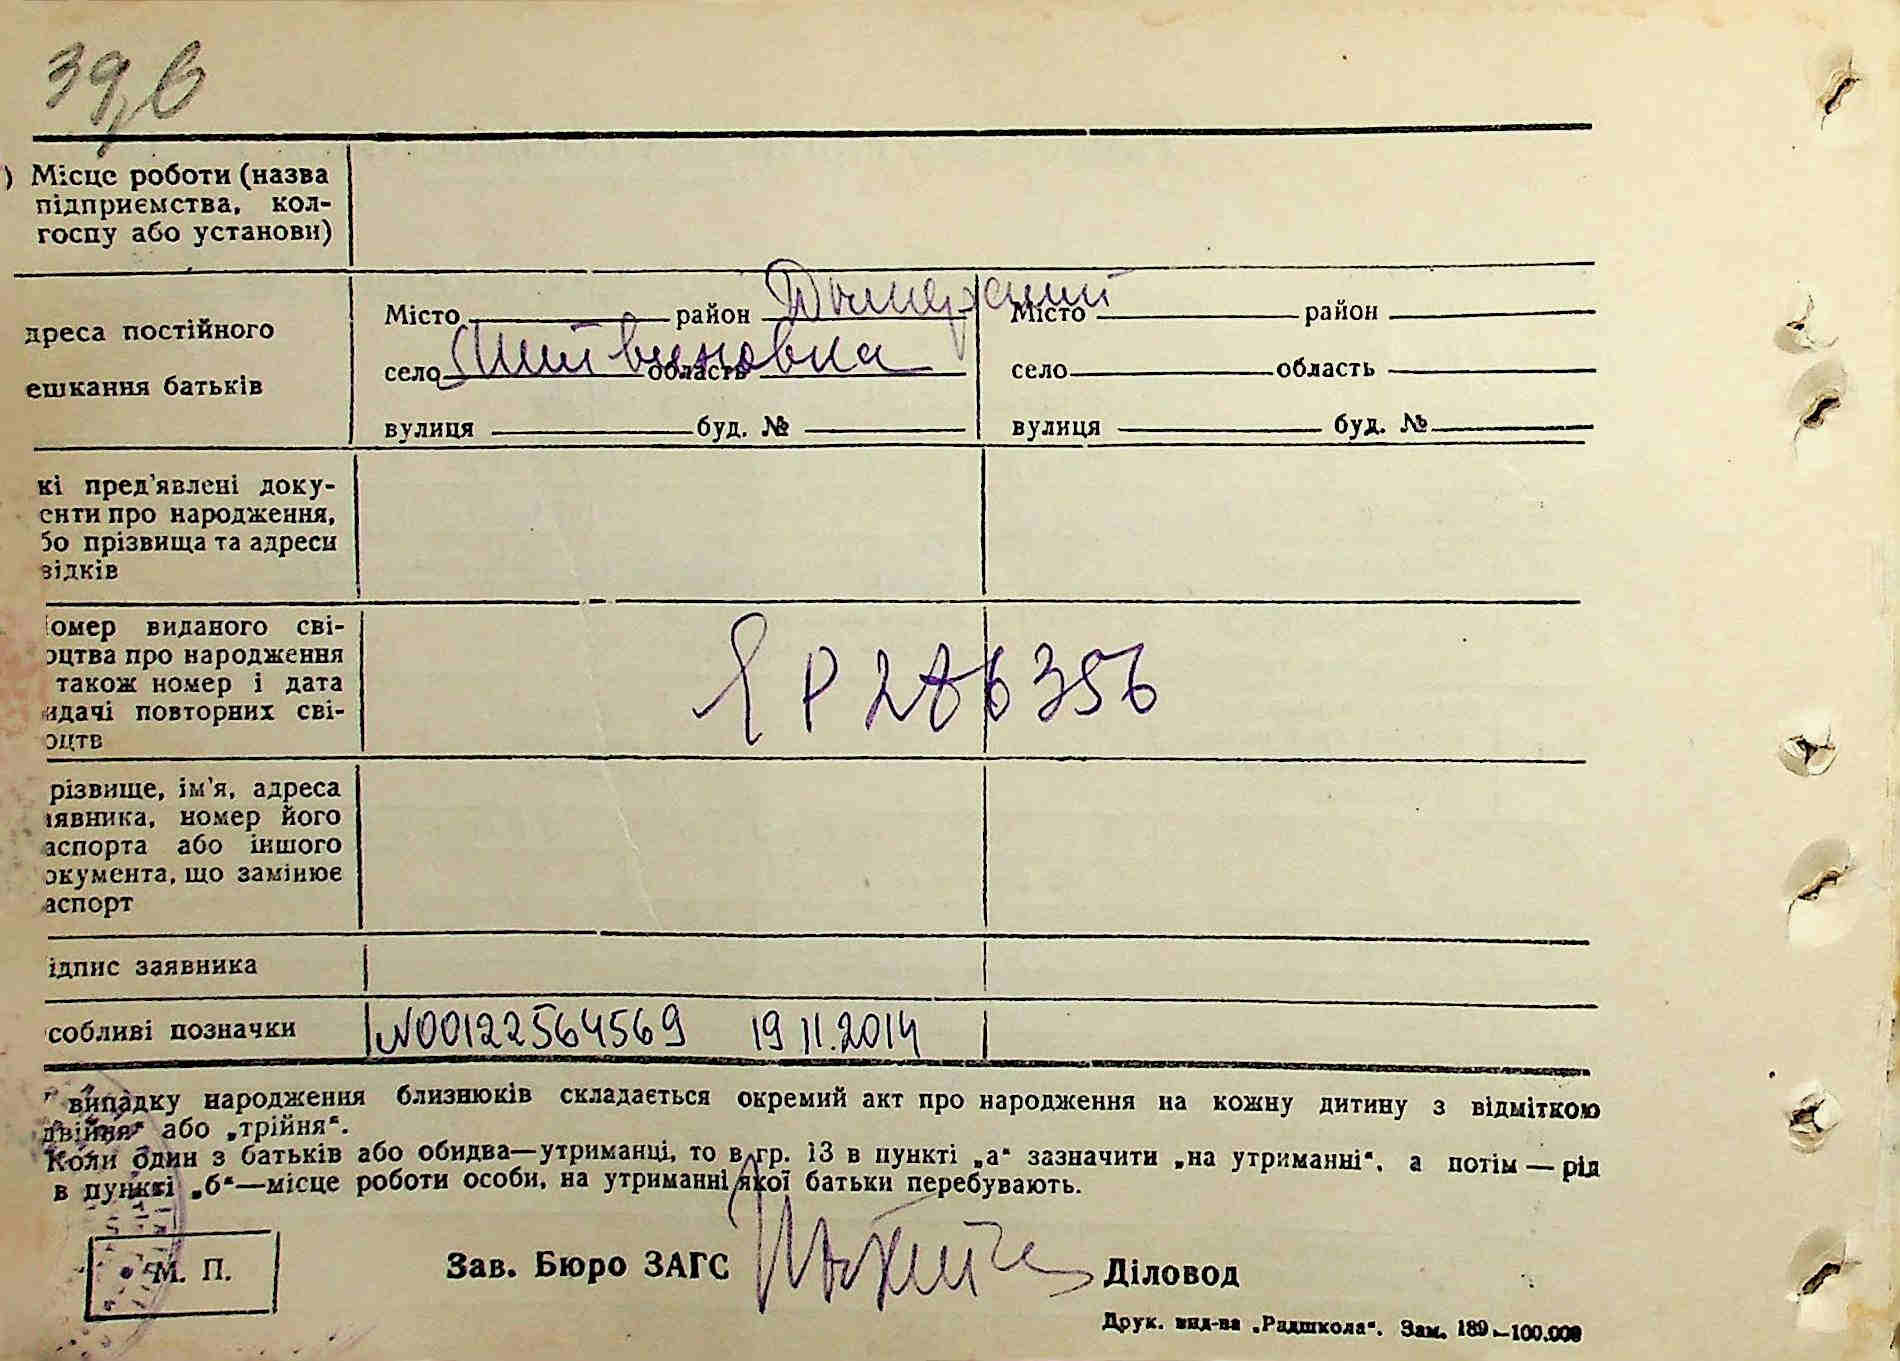 39,в
) Місце роботи (назва
підприємства, кол-
госпу або установи)
дреса постійного
ешкання батьків
Місто район Дымерский
село Литвиновка область
вулиця буд. №
Місто район
село область
вулиця буд. №
кі пред'явлені доку-
енти про народження,
бо прізвища та адреси
відків
омер виданого сві-
оцтва про народження
також номер і дата
идачі повторних сві-
оцтв
ЯР 286356
різвище, ім'я, адреса
аявника, номер його
аспорта або іншого
окумента, що замінює
аспорт
ідпис заявника
собливі позначки
N00122564569 19 11.2014
випадку народження близнюків складається окремий акт про народження на кожну дитину з відміткою
двійня" або „трійня".
Коли один з батьків або обидва—утриманці, то в гр. 13 в пункті „а" зазначити „на утриманні", а потім — рід
в пункті „б"—місце роботи особи, на утриманні якої батьки перебувають.
М. П.
Зав. Бюро ЗАГС
Діловод
Друк. вид-ва „Радшкола". Зам. 189—100.000